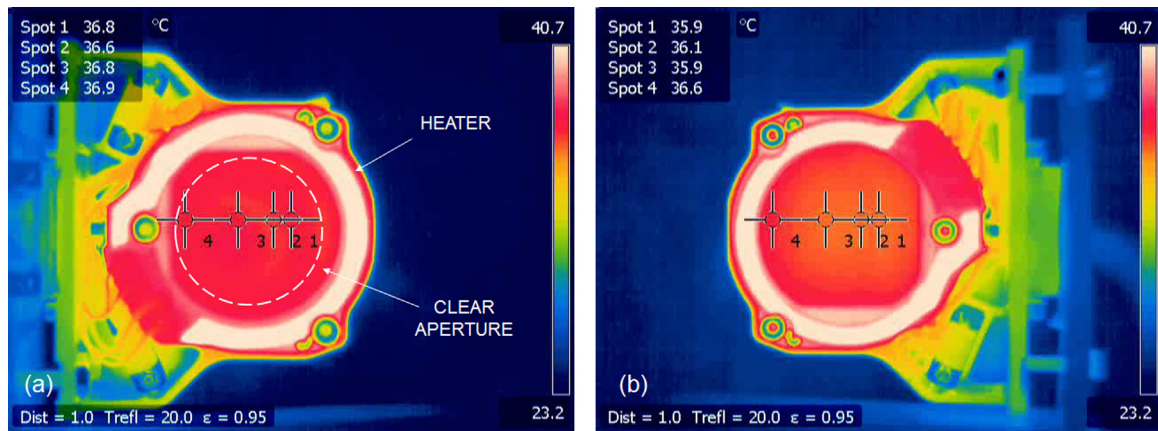 Spot 1 36.8 °C
Spot 2 36.6
Spot 3 36.8
Spot 4 36.9
40.7
HEATER
4 3 2 1
CLEAR
APERTURE
(a)
Dist = 1.0 Trefl = 20.0 ε = 0.95
23.2
Spot 1 35.9 °C
Spot 2 36.1
Spot 3 35.9
Spot 4 36.6
40.7
4 3 2 1
(b)
Dist = 1.0 Trefl = 20.0 ε = 0.95
23.2